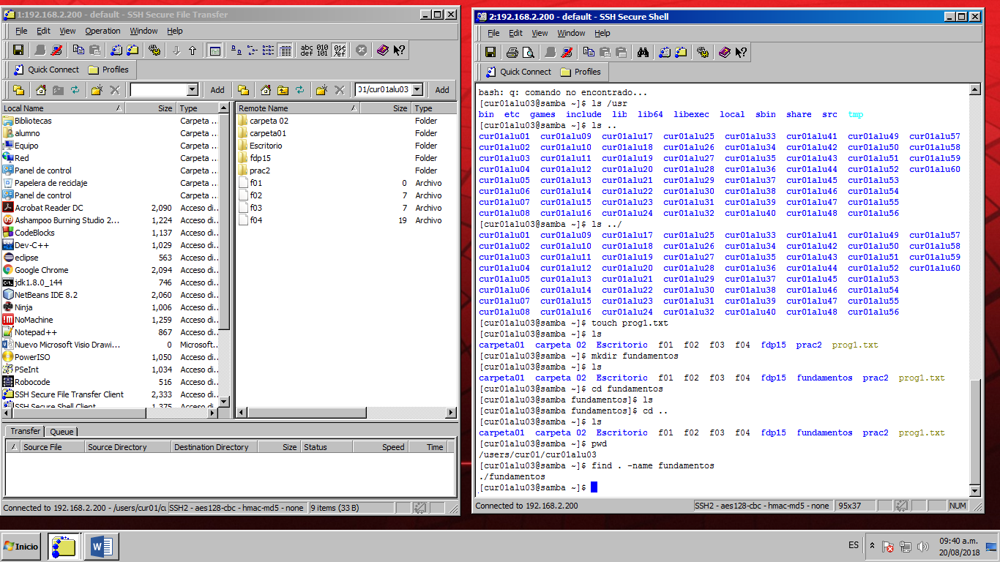 1:192.168.2.200 - default - SSH Secure File Transfer
File Edit View Operation Window Help
abc def 010 101
Quick Connect Profiles
Add 01/cur01alu03 Add
Local Name Size Type
Bibliotecas Carpeta ...
alumno Carpeta ...
Equipo Carpeta ...
Red Carpeta ...
Panel de control Carpeta ...
Papelera de reciclaje Carpeta ...
Panel de control Carpeta ...
Acrobat Reader DC 2,090 Acceso di...
Ashampoo Burning Studio 2... 1,224 Acceso di...
CodeBlocks 1,137 Acceso di...
Dev-C++ 1,029 Acceso di...
eclipse 563 Acceso di...
Google Chrome 2,094 Acceso di...
jdk1.8.0_144 746 Acceso di...
NetBeans IDE 8.2 2,060 Acceso di...
Ninja 1,006 Acceso di...
NoMachine 1,259 Acceso di...
Notepad++ 867 Acceso di...
Nuevo Microsoft Visio Drawi... 0 Microsoft...
PowerISO 1,050 Acceso di...
PSeInt 1,034 Acceso di...
Robocode 516 Acceso di...
SSH Secure File Transfer Client 2,333 Acceso di...
SSH Secure Shell Client 1,375 Acceso di...
Remote Name Size Type
carpeta 02 Folder
carpeta01 Folder
Escritorio Folder
fdp15 Folder
prac2 Folder
f01 0 Archivo
f02 7 Archivo
f03 7 Archivo
f04 19 Archivo
Transfer Queue
Source File Source Directory Destination Directory Size Status Speed Time
Connected to 192.168.2.200 - /users/cur01/cu SSH2 - aes128-cbc - hmac-md5 - none 9 items (33 B)
2:192.168.2.200 - default - SSH Secure Shell
File Edit View Window Help
Quick Connect Profiles
bash: q: comando no encontrado...
[cur01alu03@samba ~]$ ls /usr
bin etc games include lib lib64 libexec local sbin share src tmp
[cur01alu03@samba ~]$ ls ..
cur01alu01 cur01alu09 cur01alu17 cur01alu25 cur01alu33 cur01alu41 cur01alu49 cur01alu57
cur01alu02 cur01alu10 cur01alu18 cur01alu26 cur01alu34 cur01alu42 cur01alu50 cur01alu58
cur01alu03 cur01alu11 cur01alu19 cur01alu27 cur01alu35 cur01alu43 cur01alu51 cur01alu59
cur01alu04 cur01alu12 cur01alu20 cur01alu28 cur01alu36 cur01alu44 cur01alu52 cur01alu60
cur01alu05 cur01alu13 cur01alu21 cur01alu29 cur01alu37 cur01alu45 cur01alu53
cur01alu06 cur01alu14 cur01alu22 cur01alu30 cur01alu38 cur01alu46 cur01alu54
cur01alu07 cur01alu15 cur01alu23 cur01alu31 cur01alu39 cur01alu47 cur01alu55
cur01alu08 cur01alu16 cur01alu24 cur01alu32 cur01alu40 cur01alu48 cur01alu56
[cur01alu03@samba ~]$ ls ../
cur01alu01 cur01alu09 cur01alu17 cur01alu25 cur01alu33 cur01alu41 cur01alu49 cur01alu57
cur01alu02 cur01alu10 cur01alu18 cur01alu26 cur01alu34 cur01alu42 cur01alu50 cur01alu58
cur01alu03 cur01alu11 cur01alu19 cur01alu27 cur01alu35 cur01alu43 cur01alu51 cur01alu59
cur01alu04 cur01alu12 cur01alu20 cur01alu28 cur01alu36 cur01alu44 cur01alu52 cur01alu60
cur01alu05 cur01alu13 cur01alu21 cur01alu29 cur01alu37 cur01alu45 cur01alu53
cur01alu06 cur01alu14 cur01alu22 cur01alu30 cur01alu38 cur01alu46 cur01alu54
cur01alu07 cur01alu15 cur01alu23 cur01alu31 cur01alu39 cur01alu47 cur01alu55
cur01alu08 cur01alu16 cur01alu24 cur01alu32 cur01alu40 cur01alu48 cur01alu56
[cur01alu03@samba ~]$ touch prog1.txt
[cur01alu03@samba ~]$ ls
carpeta01 carpeta 02 Escritorio f01 f02 f03 f04 fdp15 prac2 prog1.txt
[cur01alu03@samba ~]$ mkdir fundamentos
[cur01alu03@samba ~]$ ls
carpeta01 carpeta 02 Escritorio f01 f02 f03 f04 fdp15 fundamentos prac2 prog1.txt
[cur01alu03@samba ~]$ cd fundamentos
[cur01alu03@samba fundamentos]$ ls
[cur01alu03@samba fundamentos]$ cd ..
[cur01alu03@samba ~]$ ls
carpeta01 carpeta 02 Escritorio f01 f02 f03 f04 fdp15 fundamentos prac2 prog1.txt
[cur01alu03@samba ~]$ pwd
/users/cur01/cur01alu03
[cur01alu03@samba ~]$ find . -name fundamentos
./fundamentos
[cur01alu03@samba ~]$
Connected to 192.168.2.200 SSH2 - aes128-cbc - hmac-md5 - none 95x37 NUM
Inicio ES 09:40 a.m.
20/08/2018